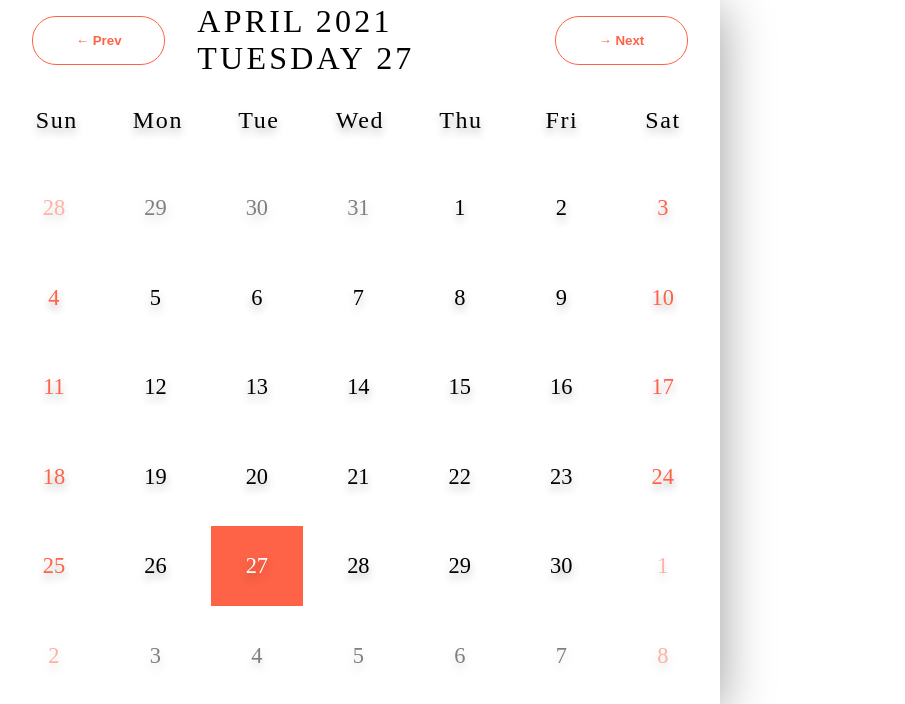 ← Prev
APRIL 2021
TUESDAY 27
→ Next
Sun Mon Tue Wed Thu Fri Sat
28 29 30 31 1 2 3
4 5 6 7 8 9 10
11 12 13 14 15 16 17
18 19 20 21 22 23 24
25 26 27 28 29 30 1
2 3 4 5 6 7 8